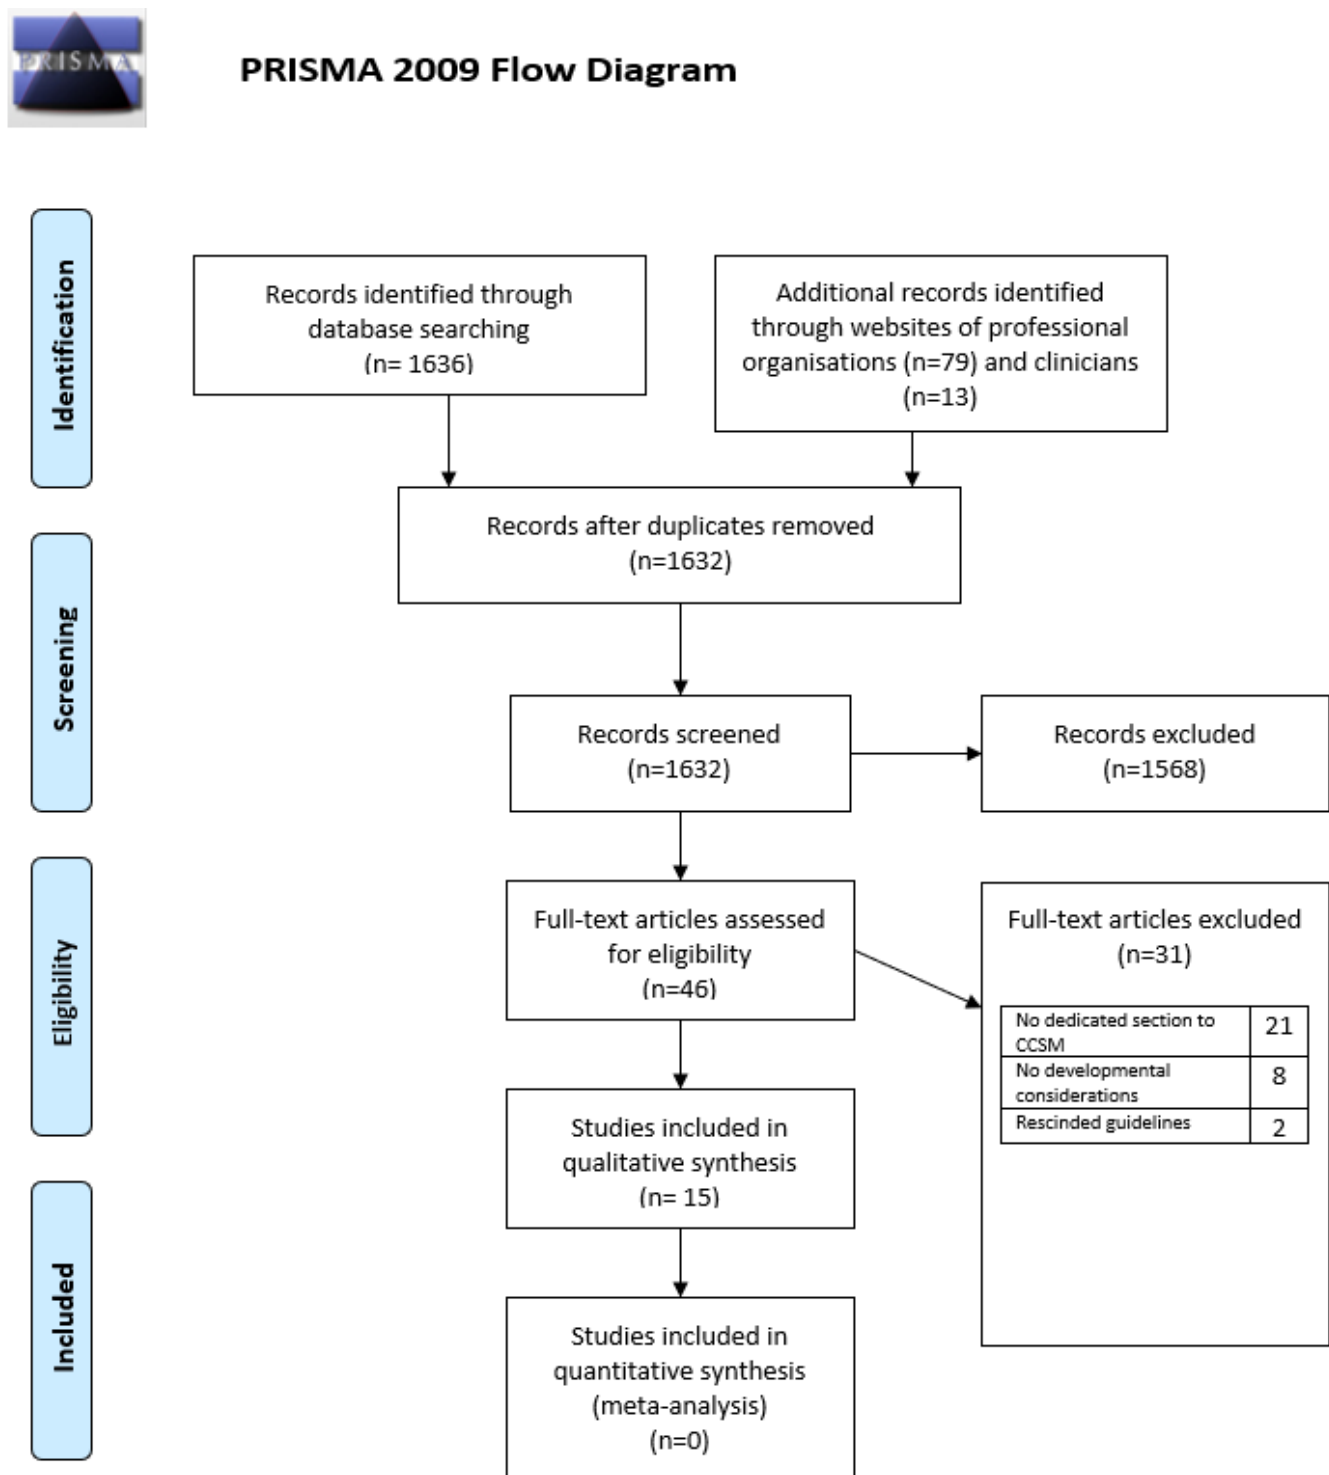 PRISMA
PRISMA 2009 Flow Diagram
Identification
Records identified through
database searching
(n= 1636)
Additional records identified
through websites of professional
organisations (n=79) and clinicians
(n=13)
Records after duplicates removed
(n=1632)
Screening
Records screened
(n=1632)
Records excluded
(n=1568)
Eligibility
Full-text articles assessed
for eligibility
(n=46)
Full-text articles excluded
(n=31)
No dedicated section to
CCSM
21
No developmental
considerations
8
Rescinded guidelines
2
Studies included in
qualitative synthesis
(n= 15)
Included
Studies included in
quantitative synthesis
(meta-analysis)
(n=0)